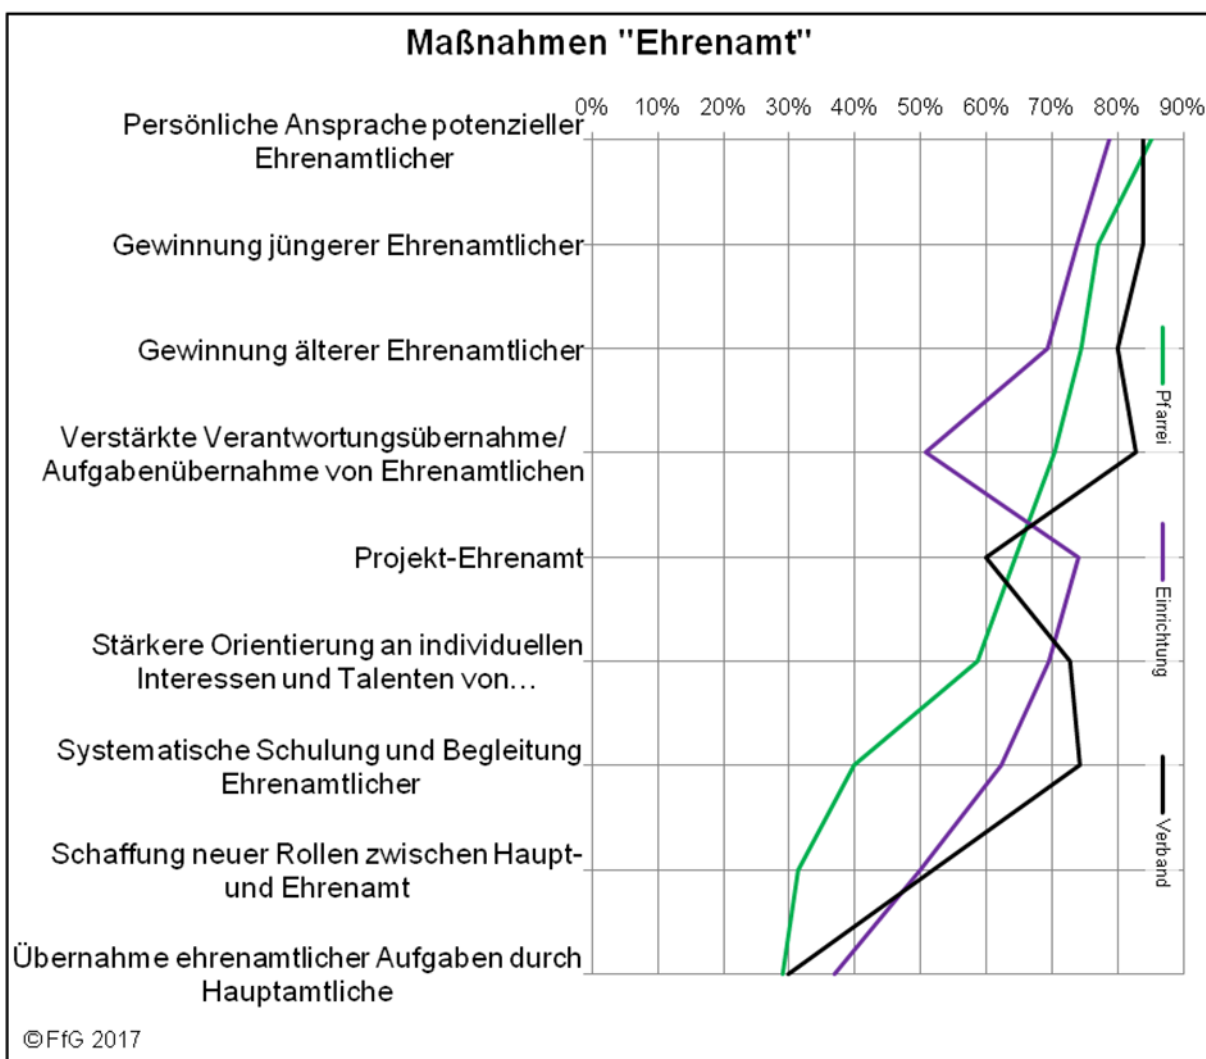 Maßnahmen "Ehrenamt"
0% 10% 20% 30% 40% 50% 60% 70% 80% 90%
Persönliche Ansprache potenzieller
Ehrenamtlicher
Gewinnung jüngerer Ehrenamtlicher
Gewinnung älterer Ehrenamtlicher
Verstärkte Verantwortungsübernahme/
Aufgabenübernahme von Ehrenamtlichen
Projekt-Ehrenamt
Stärkere Orientierung an individuellen
Interessen und Talenten von...
Systematische Schulung und Begleitung
Ehrenamtlicher
Schaffung neuer Rollen zwischen Haupt-
und Ehrenamt
Übernahme ehrenamtlicher Aufgaben durch
Hauptamtliche
Pfarrei
Einrichtung
Verband
©FfG 2017